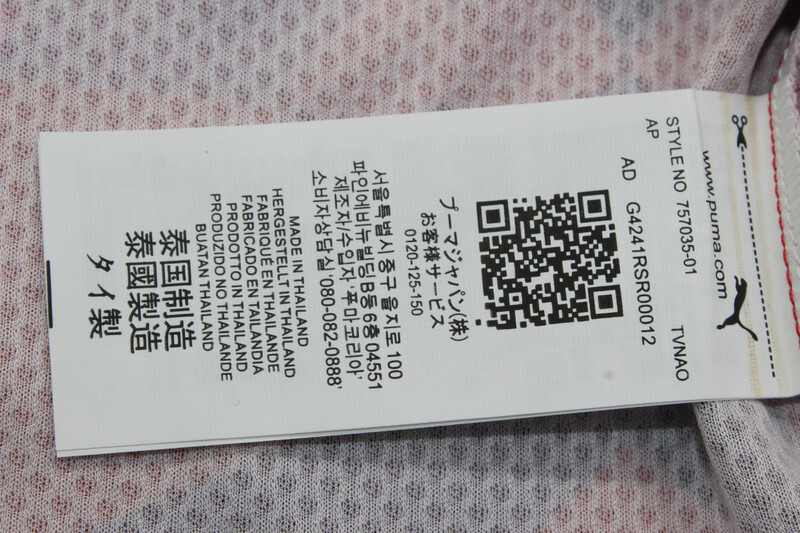 www.puma.com
STYLE NO 757035-01 TVNAO
AP
AD G4241RSR00012
プーマジャパン(株)
お客様サービス
0120-125-150
서울특별시중구 을지로 100
파인에비뉴빌딩 B동 6층 04551
제조자/수입자 '푸마코리아'
소비자상담실 '080-082-0888'
MADE IN THAILAND
HERGESTELLT IN THAILAND
FABRIQUÉ EN THAILANDE
FABRICADO EN TAILANDIA
PRODOTTO IN THAILAND
PRODUZIDO NO THAILANDE
BUATAN THAILAND
泰国制造
泰國製造
タイ製